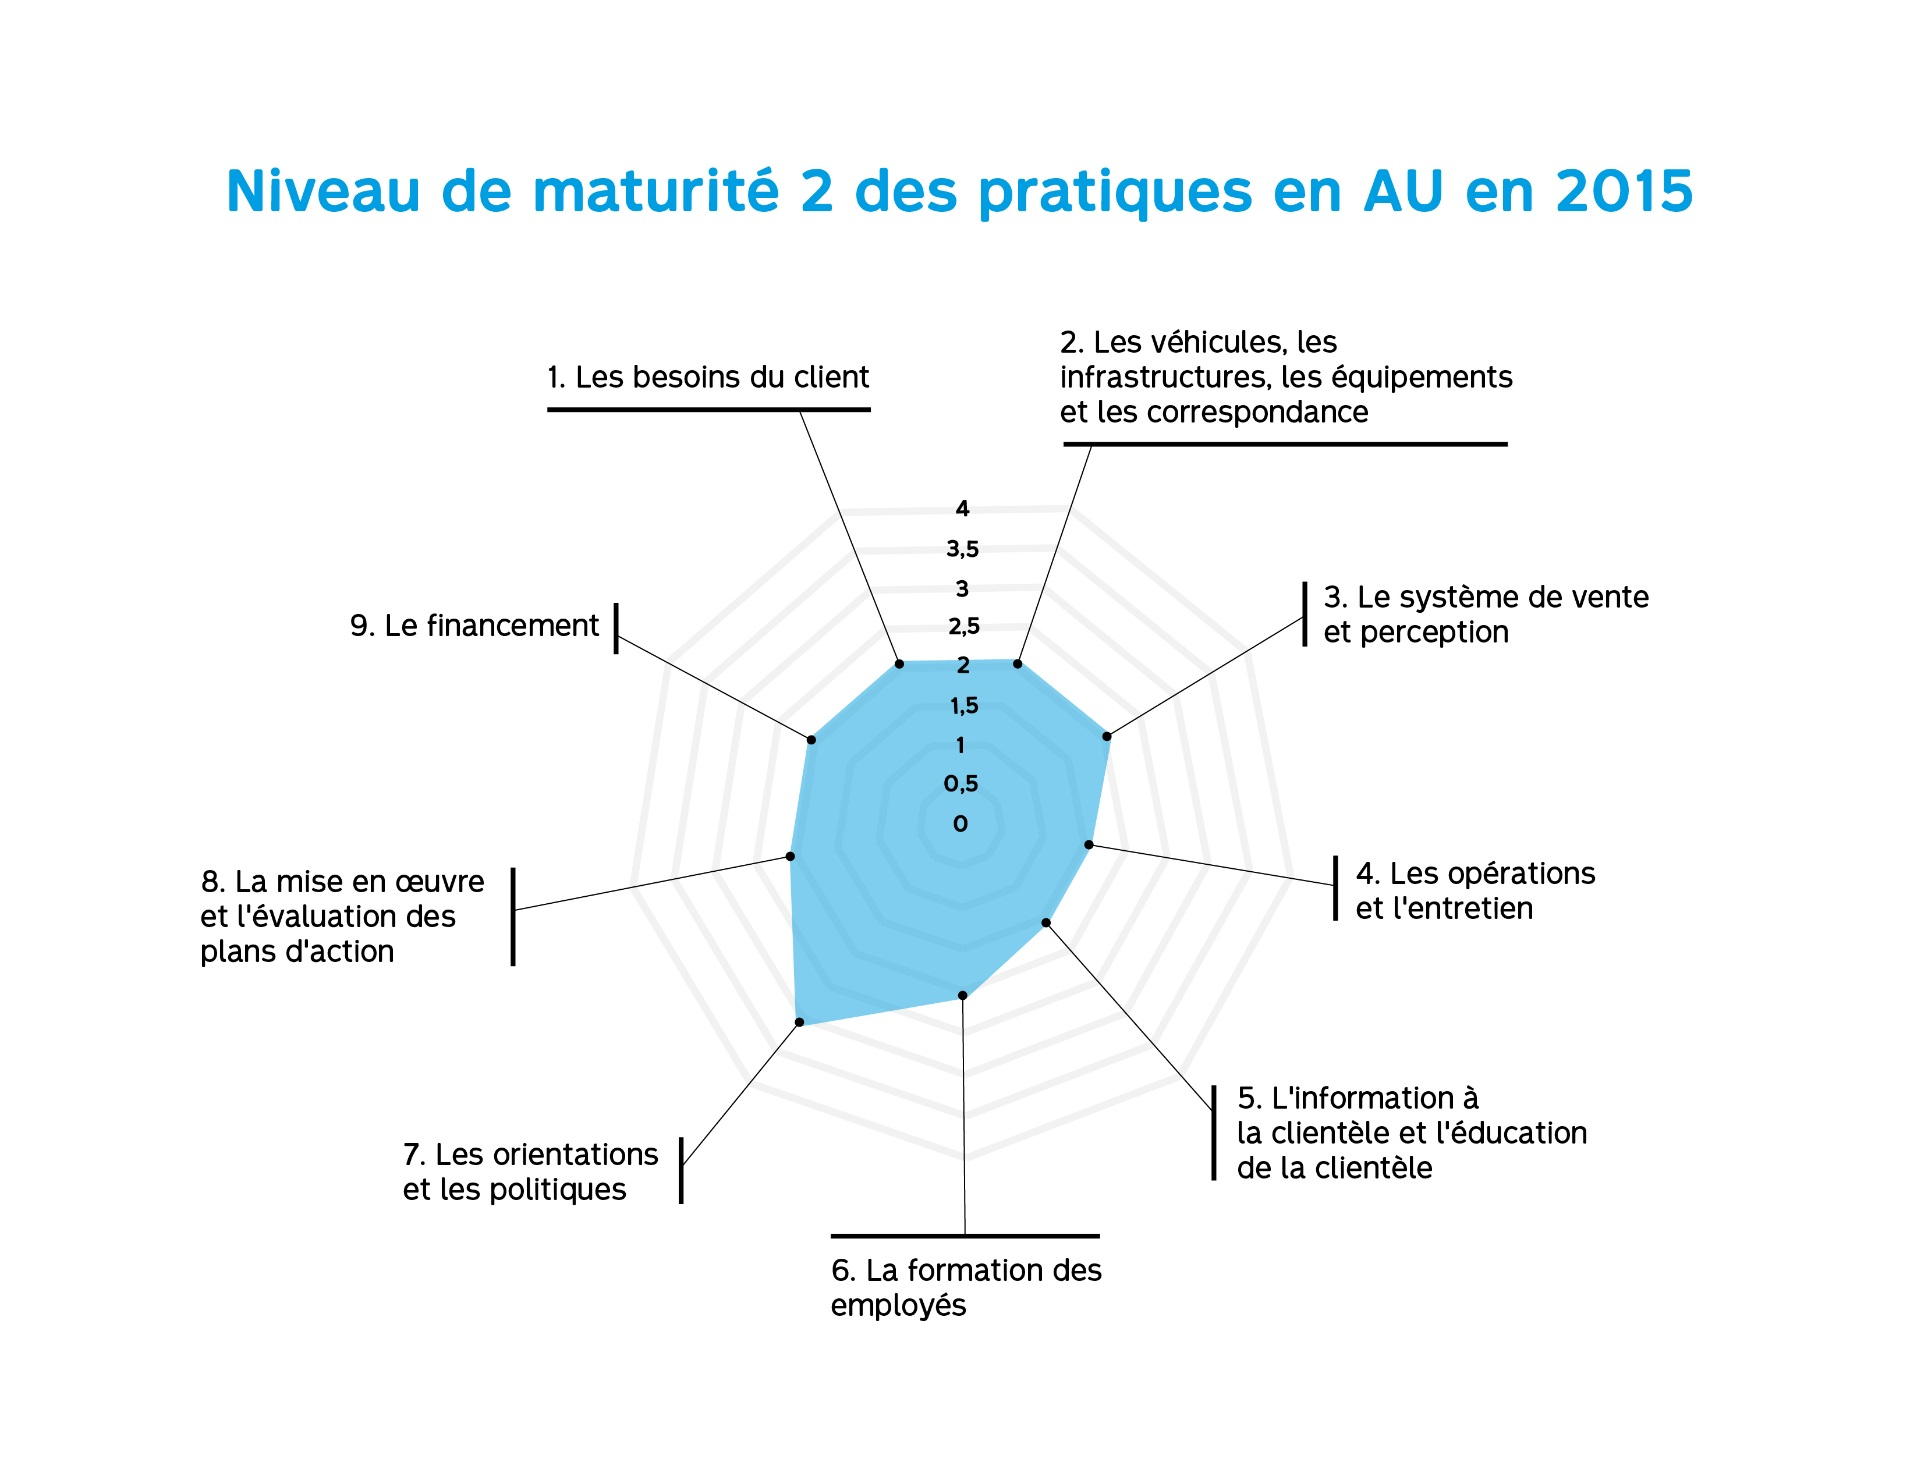 Niveau de maturité 2 des pratiques en AU en 2015
1. Les besoins du client
2. Les véhicules, les
infrastructures, les équipements
et les correspondance
4
3,5
3
2,5
2
1,5
1
0,5
0
3. Le système de vente
et perception
4. Les opérations
et l'entretien
5. L'information à
la clientèle et l'éducation
de la clientèle
6. La formation des
employés
7. Les orientations
et les politiques
8. La mise en œuvre
et l'évaluation des
plans d'action
9. Le financement